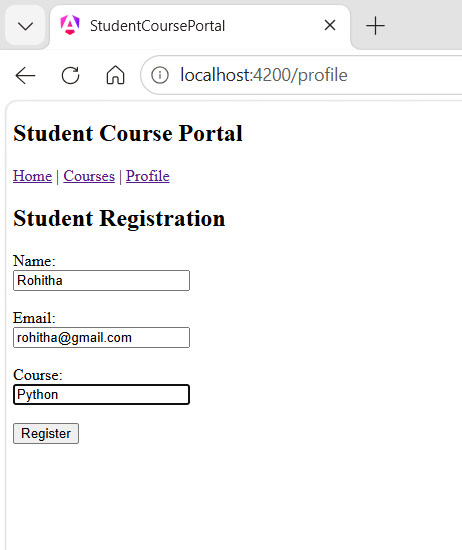 StudentCoursePortal
localhost:4200/profile
Student Course Portal
Home | Courses | Profile
Student Registration
Name:
Rohitha
Email:
rohitha@gmail.com
Course:
Python
Register